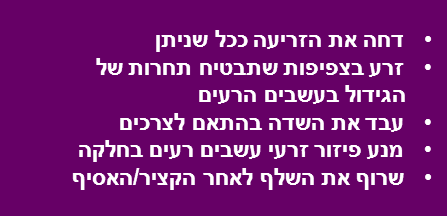 • דחה את הזריעה ככל שניתן
• זרע בצפיפות שתבטיח תחרות של
הגידול בעשבים הרעים
• עבד את השדה בהתאם לצרכים
• מנע פיזור זרעי עשבים רעים בחלקה
• שרוף את השלף לאחר הקציר/האסיף